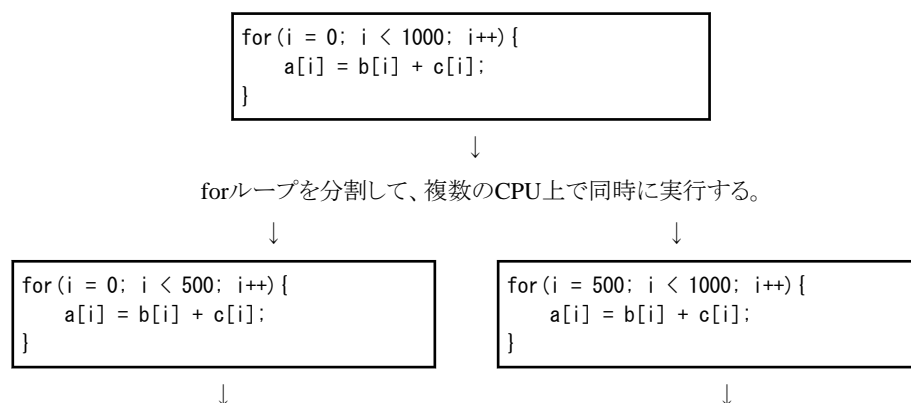 for(i = 0; i < 1000; i++){
a[i] = b[i] + c[i];
}
↓
forループを分割して、複数のCPU上で同時に実行する。
↓ ↓
for(i = 0; i < 500; i++){
a[i] = b[i] + c[i];
}
for(i = 500; i < 1000; i++){
a[i] = b[i] + c[i];
}
↓ ↓